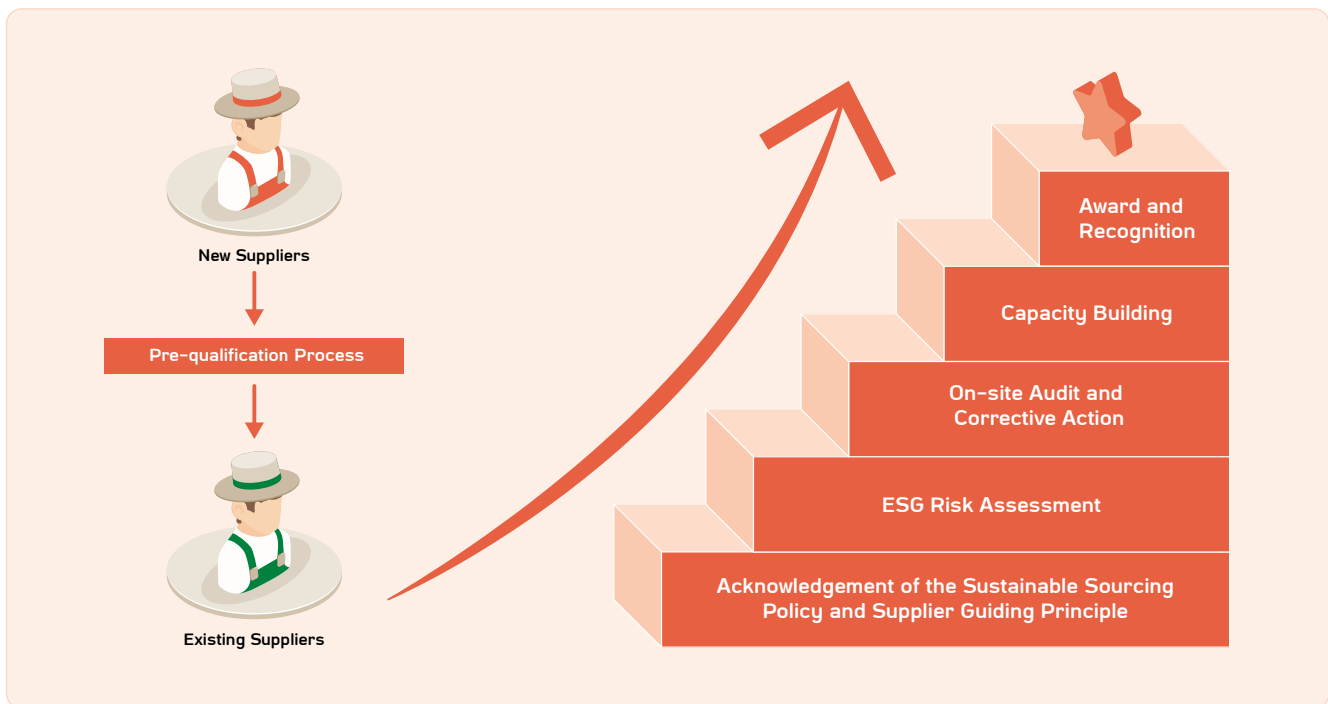 New Suppliers
Pre-qualification Process
Existing Suppliers
Award and
Recognition
Capacity Building
On-site Audit and
Corrective Action
ESG Risk Assessment
Acknowledgement of the Sustainable Sourcing
Policy and Supplier Guiding Principle